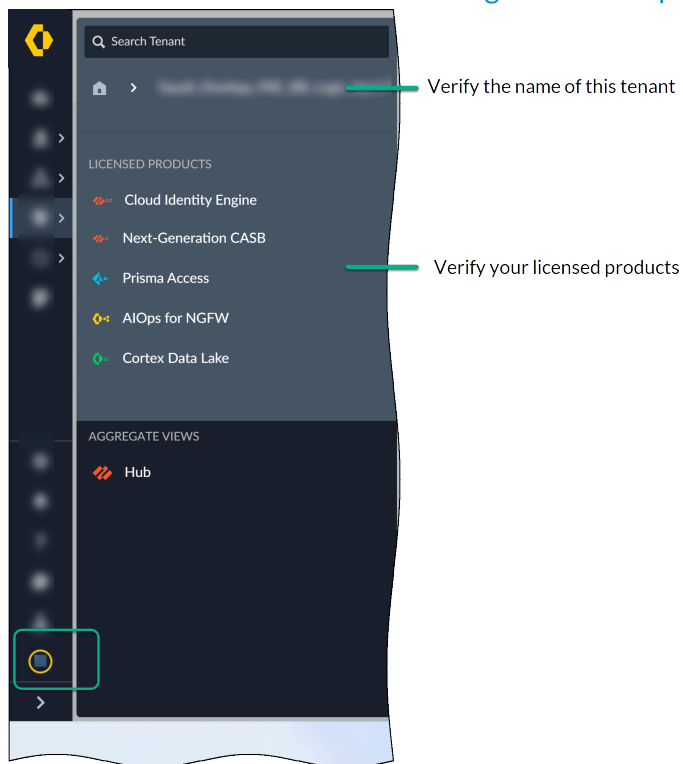 Search Tenant
Verify the name of this tenant
LICENSED PRODUCTS
Cloud Identity Engine
Next-Generation CASB
Verify your licensed products
Prisma Access
AIOps for NGFW
Cortex Data Lake
AGGREGATE VIEWS
Hub